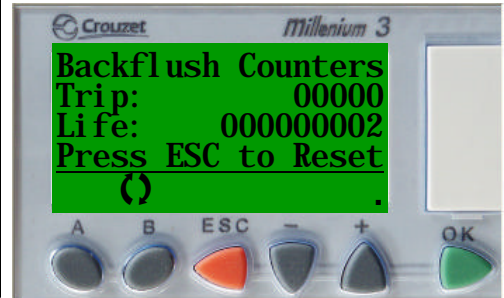 Crouzet Millenium 3
Backflush Counters
Trip: 00000
Life: 000000002
Press ESC to Reset
.
A B ESC − + OK